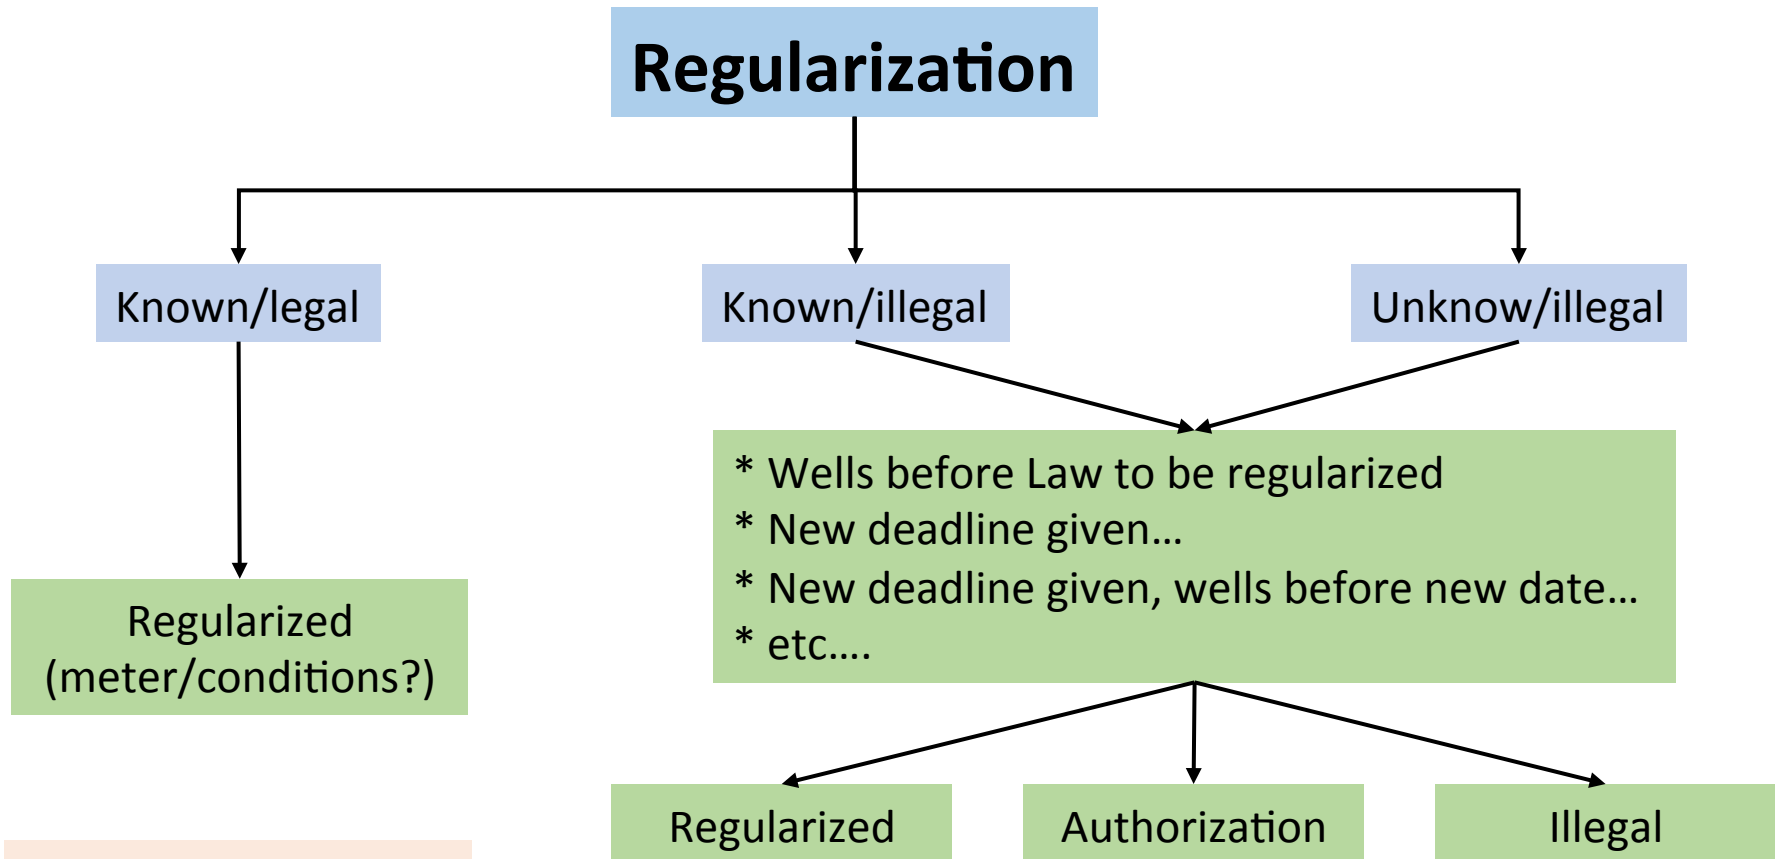 Regularization
Known/legal
Known/illegal
Unknow/illegal
* Wells before Law to be regularized
* New deadline given…
* New deadline given, wells before new date…
* etc….
Regularized
(meter/conditions?)
Regularized
Authorization
Illegal